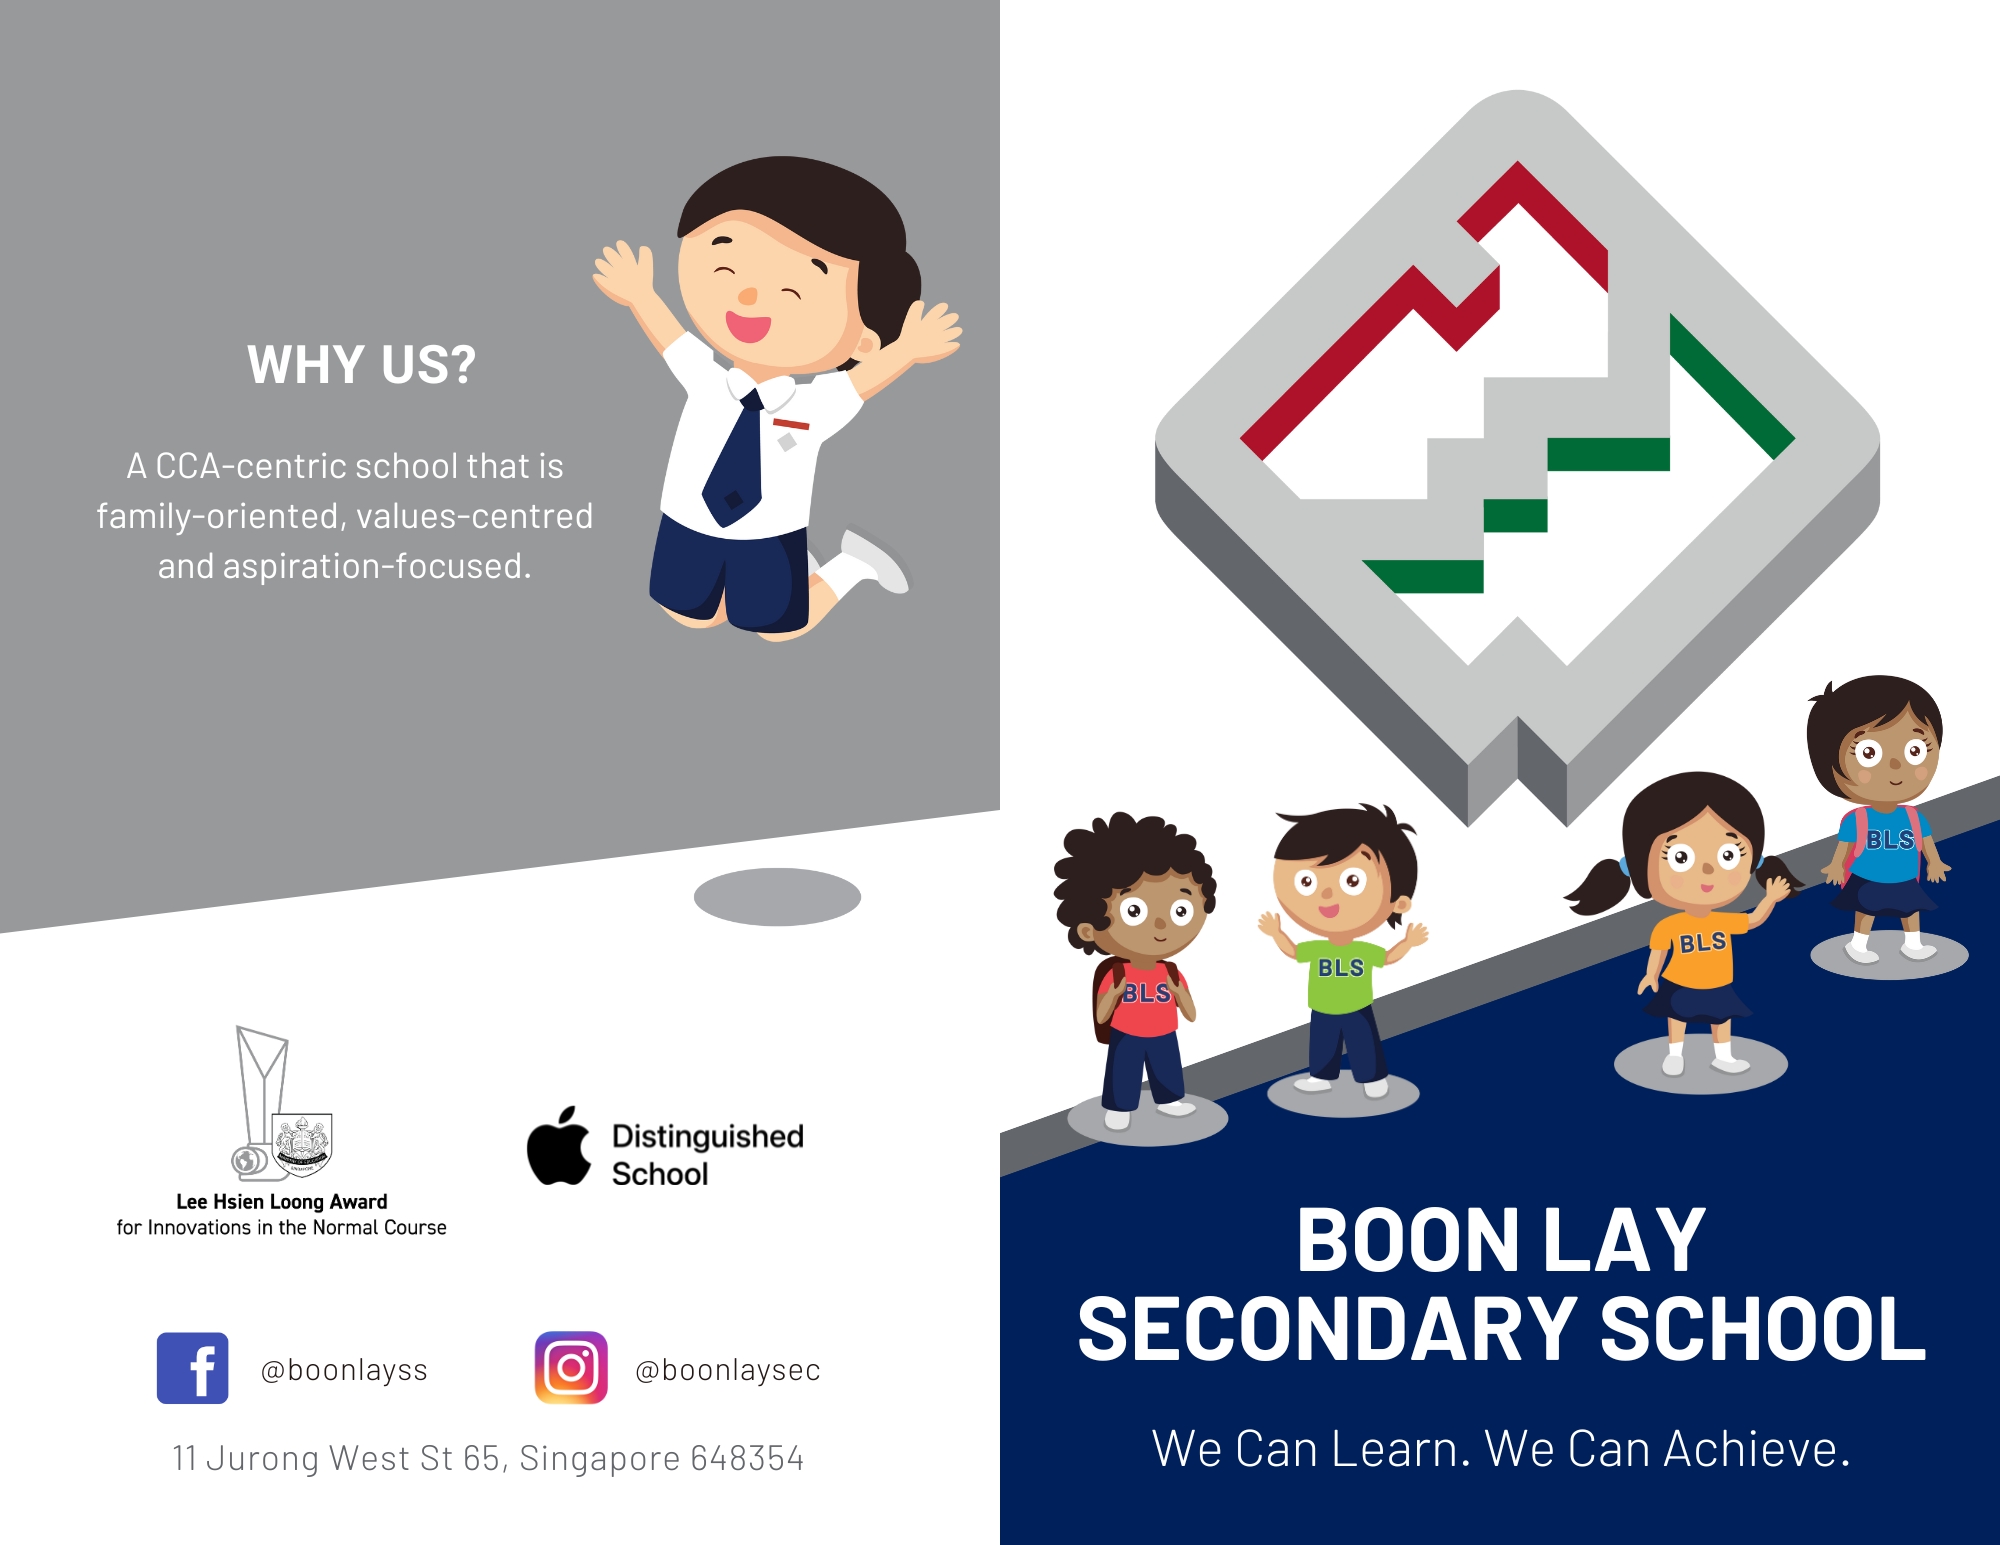 WHY US?
A CCA-centric school that is
family-oriented, values-centred
and aspiration-focused.
Lee Hsien Loong Award
for Innovations in the Normal Course
Distinguished
School
@boonlayss
@boonlaysec
11 Jurong West St 65, Singapore 648354
BLS
BLS
BLS
BLS
BOON LAY
SECONDARY SCHOOL
We Can Learn. We Can Achieve.